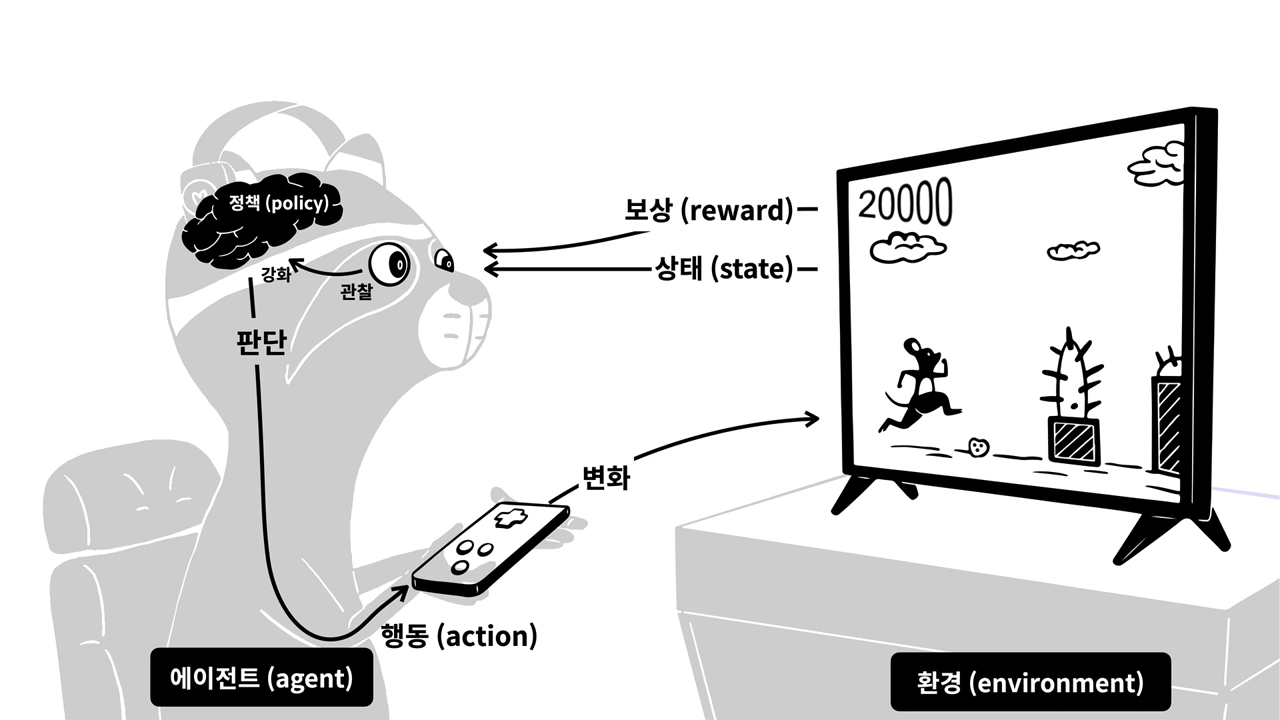 정책 (policy)
강화
관찰
판단
보상 (reward)
상태 (state)
20000
변화
행동 (action)
에이전트 (agent)
환경 (environment)